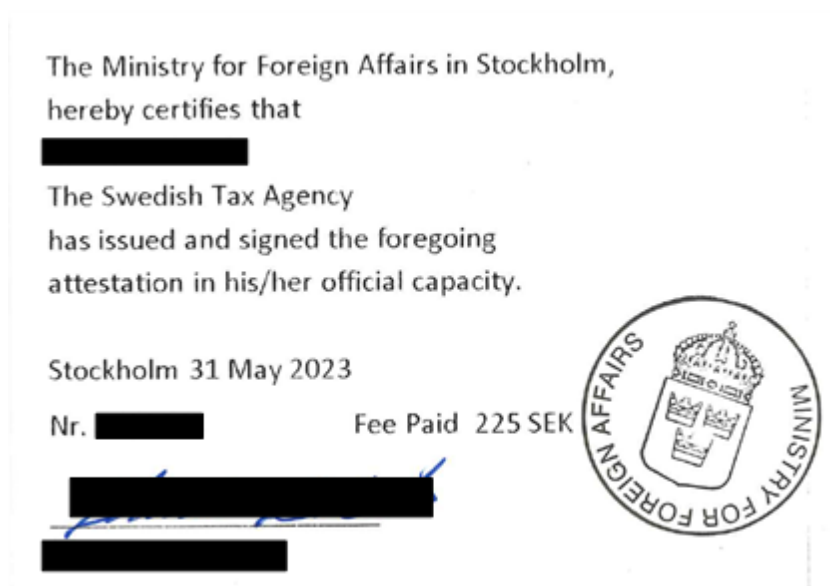 The Ministry for Foreign Affairs in Stockholm,
hereby certifies that
The Swedish Tax Agency
has issued and signed the foregoing
attestation in his/her official capacity.
Stockholm 31 May 2023
Nr.
Fee Paid 225 SEK
MINISTRY FOR FOREIGN AFFAIRS